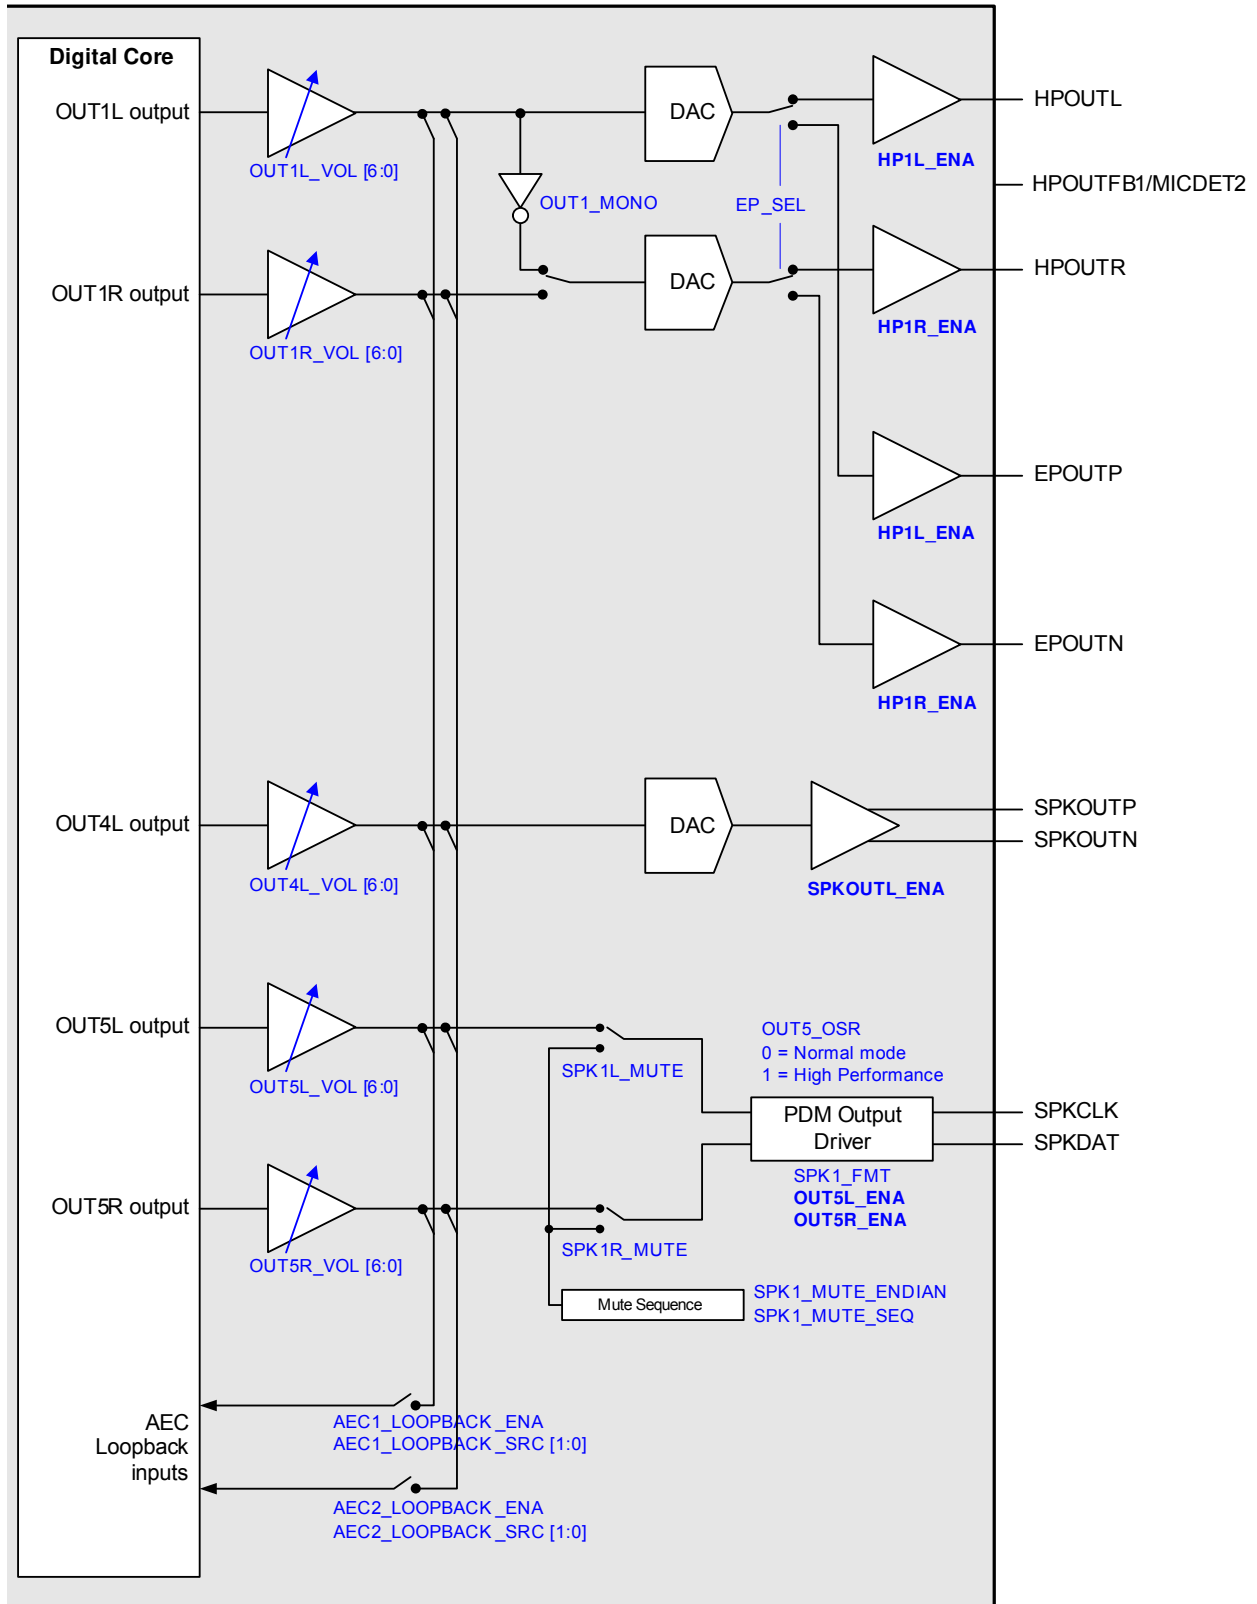 Digital Core
OUT1L output
OUT1L_VOL [6:0]
DAC
HP1L_ENA
HPOUTL
HPOUTFB1/MICDET2
OUT1_MONO
EP_SEL
OUT1R output
OUT1R_VOL [6:0]
DAC
HP1R_ENA
HPOUTR
HP1L_ENA
EPOUTP
HP1R_ENA
EPOUTN
OUT4L output
OUT4L_VOL [6:0]
DAC
SPKOUTL_ENA
SPKOUTP
SPKOUTN
OUT5L output
OUT5L_VOL [6:0]
SPK1L_MUTE
OUT5_OSR
0 = Normal mode
1 = High Performance
PDM Output
Driver
SPKCLK
SPKDAT
SPK1_FMT
OUT5L_ENA
OUT5R_ENA
OUT5R output
OUT5R_VOL [6:0]
SPK1R_MUTE
Mute Sequence
SPK1_MUTE_ENDIAN
SPK1_MUTE_SEQ
AEC
Loopback
inputs
AEC1_LOOPBACK_ENA
AEC1_LOOPBACK_SRC [1:0]
AEC2_LOOPBACK_ENA
AEC2_LOOPBACK_SRC [1:0]